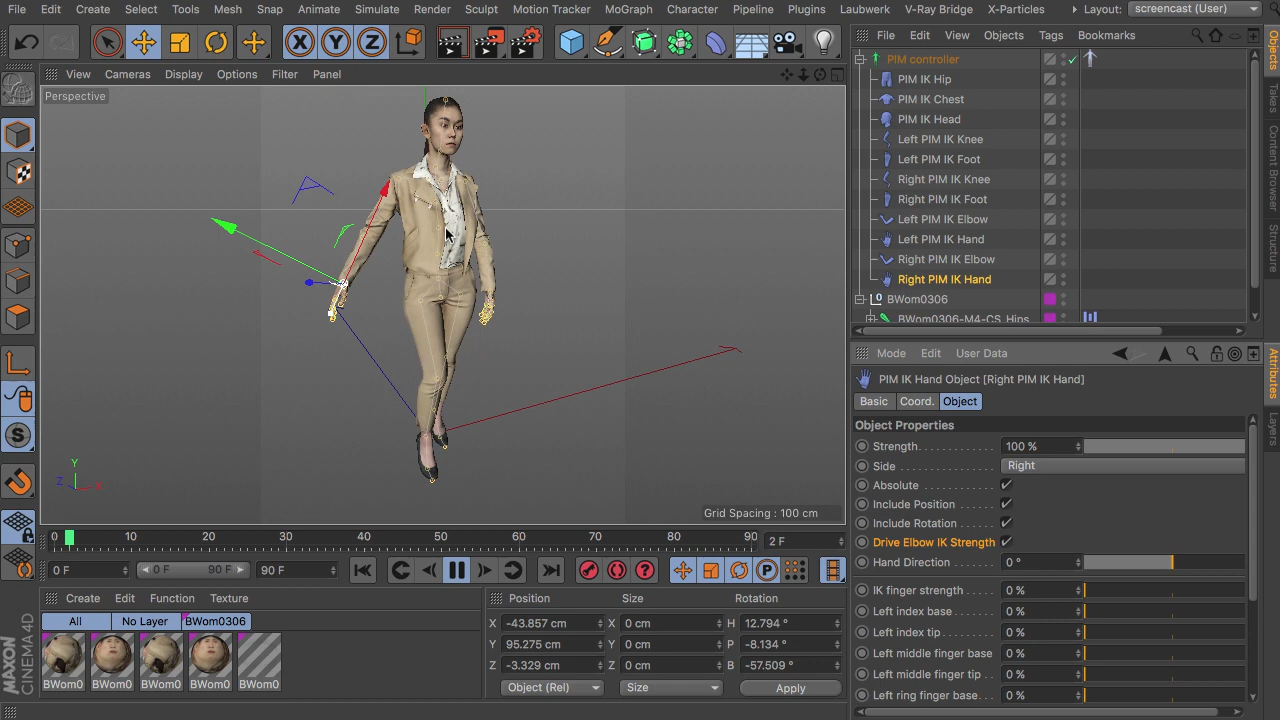 File Edit Create Select Tools Mesh Snap Animate Simulate Render Sculpt Motion Tracker MoGraph Character Pipeline Plugins Laubwerk V-Ray Bridge X-Particles Layout: screencast (User)
X Y Z
File Edit View Objects Tags Bookmarks
View Cameras Display Options Filter Panel
Perspective
PIM controller
PIM IK Hip
PIM IK Chest
PIM IK Head
Left PIM IK Knee
Left PIM IK Foot
Right PIM IK Knee
Right PIM IK Foot
Left PIM IK Elbow
Left PIM IK Hand
Right PIM IK Elbow
Right PIM IK Hand
BWom0306
BWom0306-M4-CS_Hips
Objects
Takes
Content Browser
Structure
Y
Z X
Grid Spacing : 100 cm
Mode Edit User Data
PIM IK Hand Object [Right PIM IK Hand]
Basic Coord. Object
Object Properties
Strength 100 %
Side Right
Absolute
Include Position
Include Rotation
Drive Elbow IK Strength
Hand Direction 0 °
IK finger strength 0 %
Left index base 0 %
Left index tip 0 %
Left middle finger base 0 %
Left middle finger tip 0 %
Left ring finger base 0 %
Attributes
Layers
S
0 10 20 30 40 50 60 70 80 90 2 F
0 F 0 F 90 F 90 F
? P
Create Edit Function Texture
All No Layer BWom0306
BWom0 BWom0 BWom0 BWom0 BWom0
Position Size Rotation
X -43.857 cm X 0 cm H 12.794 °
Y 95.275 cm Y 0 cm P -8.134 °
Z -3.329 cm Z 0 cm B -57.509 °
Object (Rel) Size Apply
MAXON
CINEMA 4D